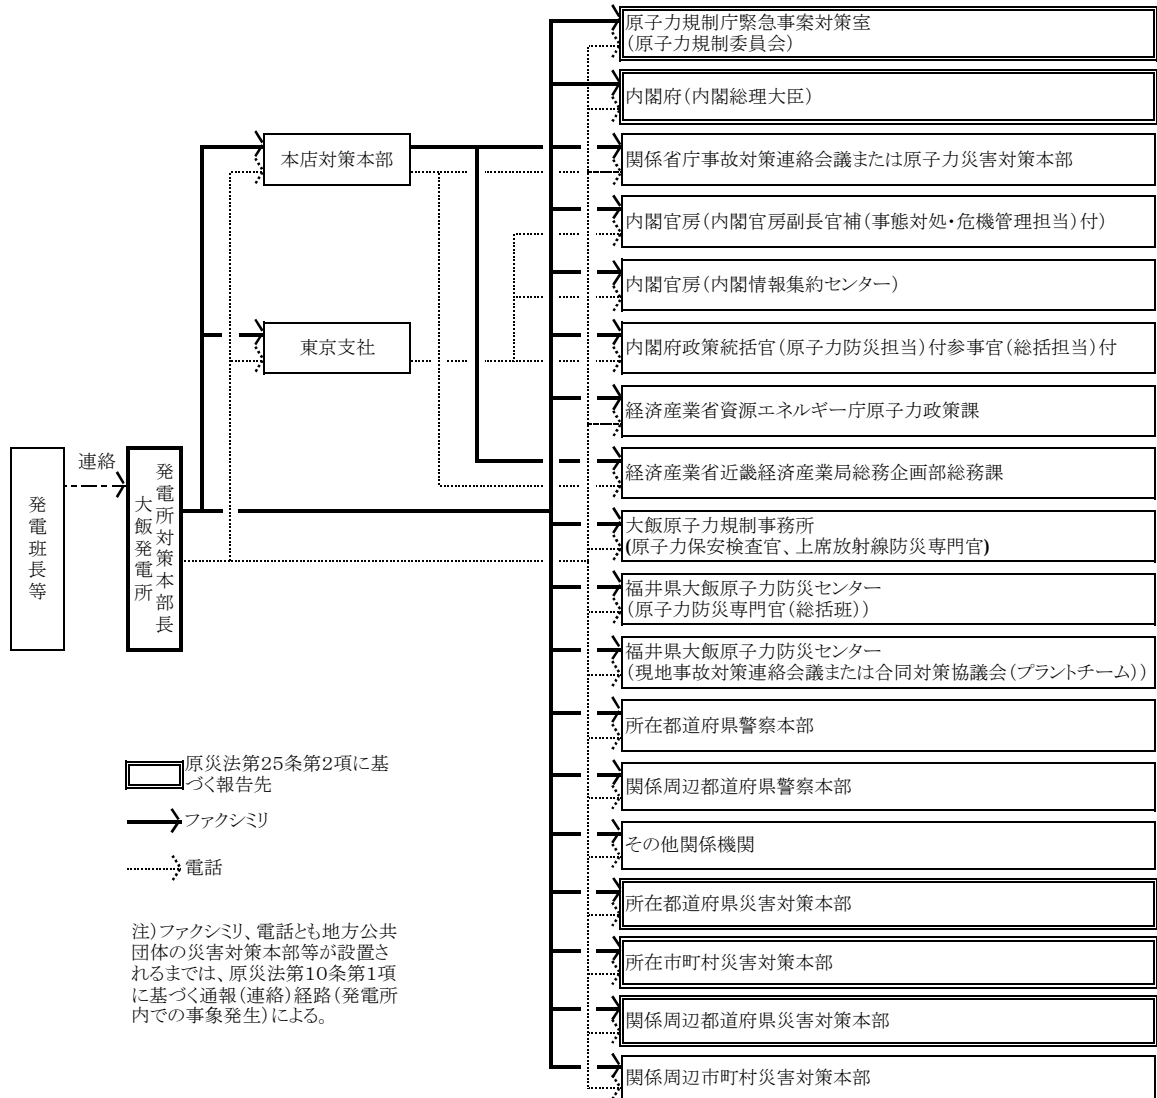 原子力規制庁緊急事案対策室
(原子力規制委員会)
内閣府(内閣総理大臣)
本店対策本部
関係省庁事故対策連絡会議または原子力災害対策本部
内閣官房(内閣官房副長官補(事態対処・危機管理担当)付)
内閣官房(内閣情報集約センター)
東京支社
内閣府政策統括官(原子力防災担当)付参事官(総括担当)付
経済産業省資源エネルギー庁原子力政策課
経済産業省近畿経済産業局総務企画部総務課
発電班長等
連絡
発電所対策本部長
大飯発電所
大飯原子力規制事務所
(原子力保安検査官、上席放射線防災専門官)
福井県大飯原子力防災センター
(原子力防災専門官(総括班))
福井県大飯原子力防災センター
(現地事故対策連絡会議または合同対策協議会(プラントチーム))
所在都道府県警察本部
関係周辺都道府県警察本部
その他関係機関
所在都道府県災害対策本部
所在市町村災害対策本部
関係周辺都道府県災害対策本部
関係周辺市町村災害対策本部
原災法第25条第2項に基
づく報告先
ファクシミリ
電話
注)ファクシミリ、電話とも地方公共
団体の災害対策本部等が設置さ
れるまでは、原災法第10条第1項
に基づく通報(連絡)経路(発電所
内での事象発生)による。